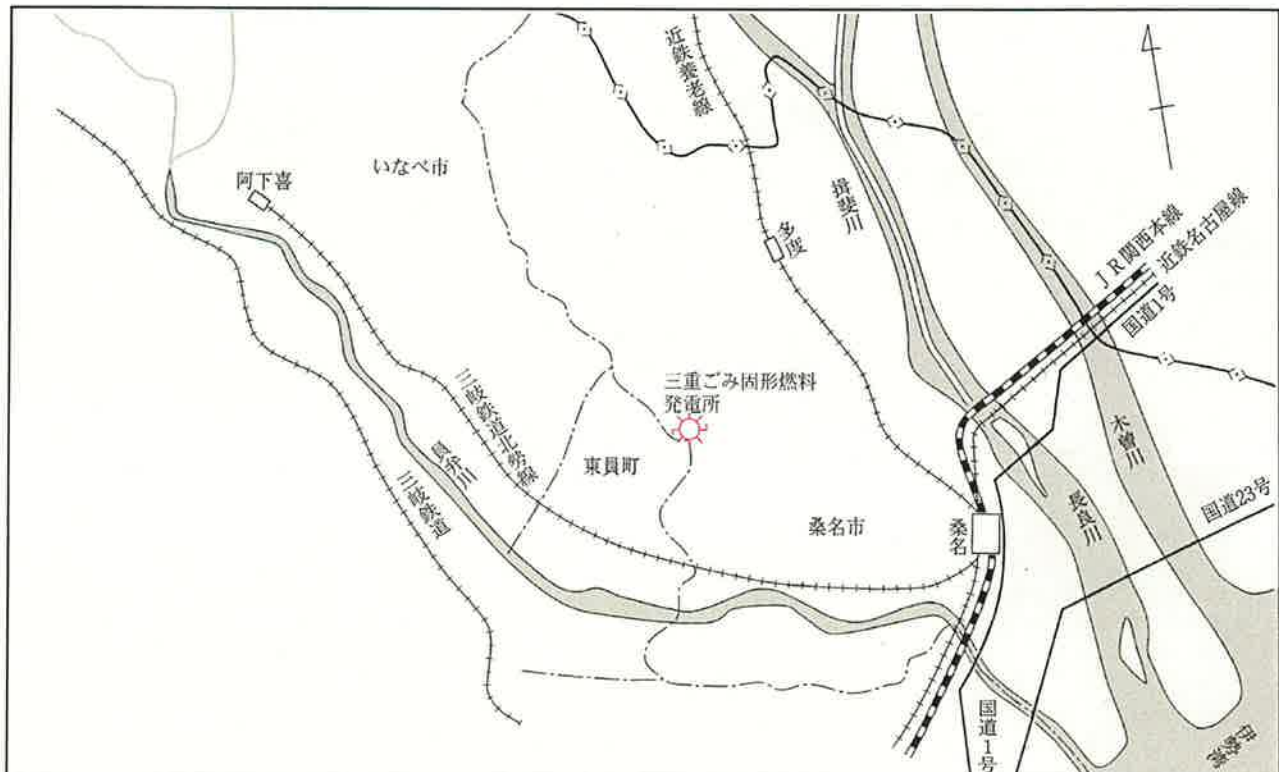 近鉄養老線
いなべ市
阿下喜
揖斐川
多度
JR関西本線
近鉄名古屋線
国道1号
三重ごみ固形燃料
発電所
三岐鉄道北勢線
員弁川
三岐鉄道
東員町
木曽川
国道23号
長良川
桑名市
桑名
国道1号
伊勢湾